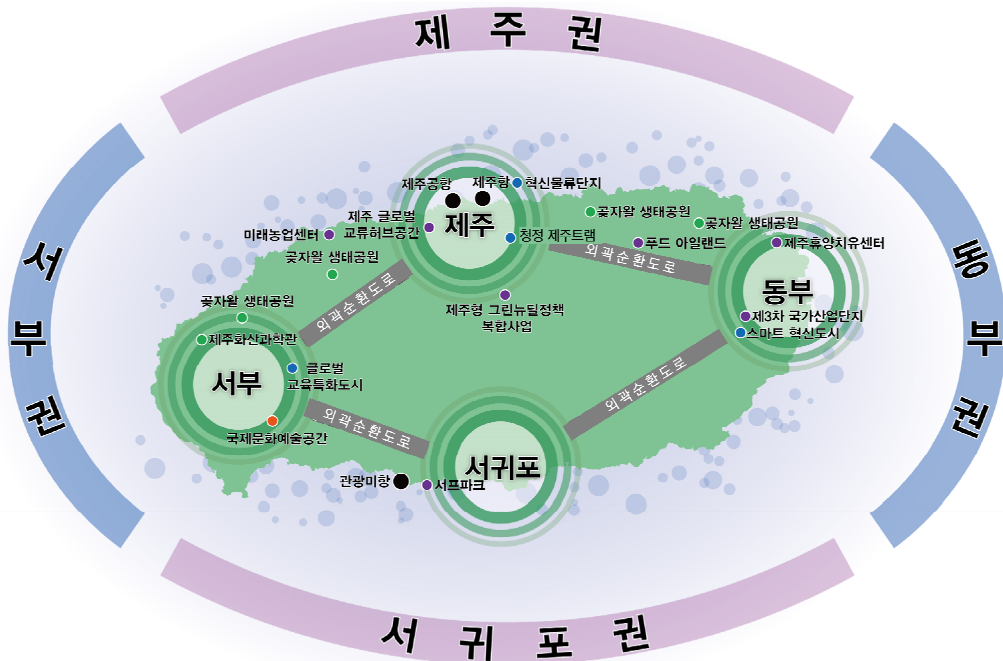 제주권
서부권
동부권
서귀포권
제주공항
제주항
혁신물류단지
제주
제주 글로벌
교류허브공간
청정 제주트램
미래농업센터
곶자왈 생태공원
곶자왈 생태공원
곶자왈 생태공원
푸드 아일랜드
제주휴양치유센터
외곽순환도로
외곽순환도로
제주형 그린뉴딜정책
복합사업
동부
제3차 국가산업단지
스마트 혁신도시
곶자왈 생태공원
제주화산과학관
서부
글로벌
교육특화도시
국제문화예술공간
외곽순환도로
외곽순환도로
서귀포
관광미항
서프파크